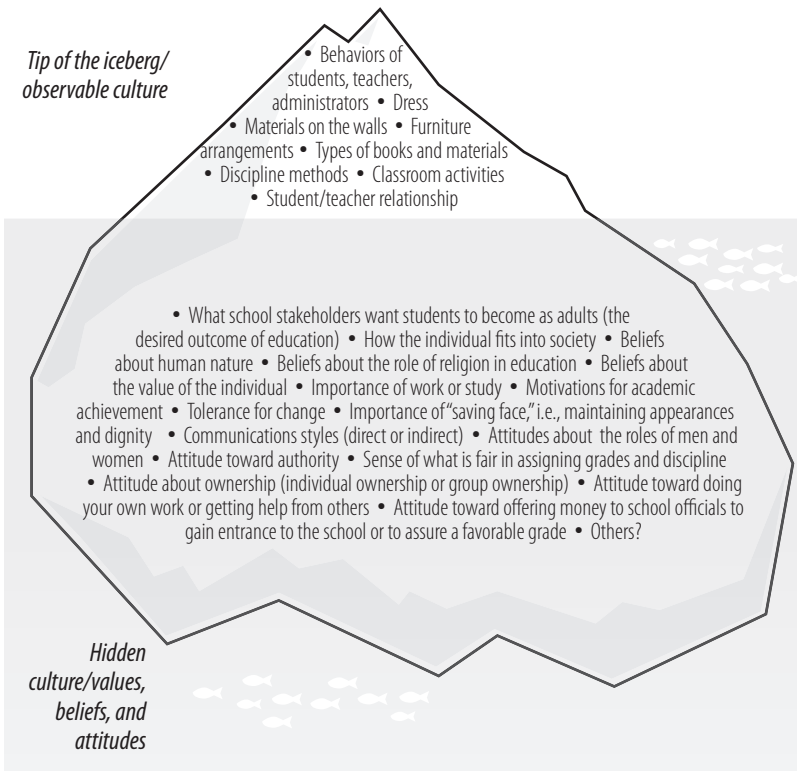 Tip of the iceberg/
observable culture
• Behaviors of
students, teachers,
administrators • Dress
• Materials on the walls • Furniture
arrangements • Types of books and materials
• Discipline methods • Classroom activities
• Student/teacher relationship
• What school stakeholders want students to become as adults (the
desired outcome of education) • How the individual fits into society • Beliefs
about human nature • Beliefs about the role of religion in education • Beliefs about
the value of the individual • Importance of work or study • Motivations for academic
achievement • Tolerance for change • Importance of “saving face,” i.e., maintaining appearances
and dignity • Communications styles (direct or indirect) • Attitudes about the roles of men and
women • Attitude toward authority • Sense of what is fair in assigning grades and discipline
• Attitude about ownership (individual ownership or group ownership) • Attitude toward doing
your own work or getting help from others • Attitude toward offering money to school officials to
gain entrance to the school or to assure a favorable grade • Others?
Hidden
culture/values,
beliefs, and
attitudes